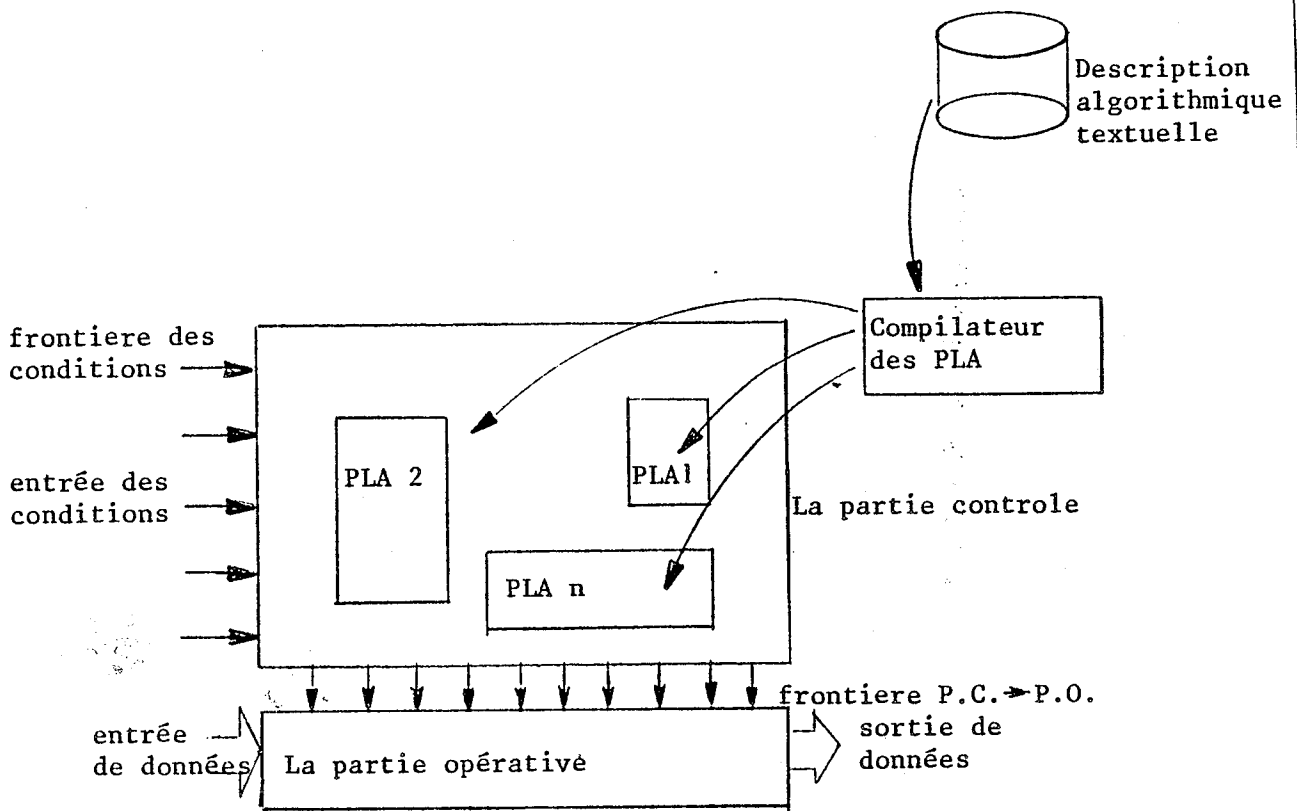 Description
algorithmique
textuelle
Compilateur
des PLA
frontiere des
conditions
PLA 2
PLA1
entrée des
conditions
La partie controle
PLA n
frontiere P.C.→P.O.
entrée
de données
La partie opérative
sortie de
données